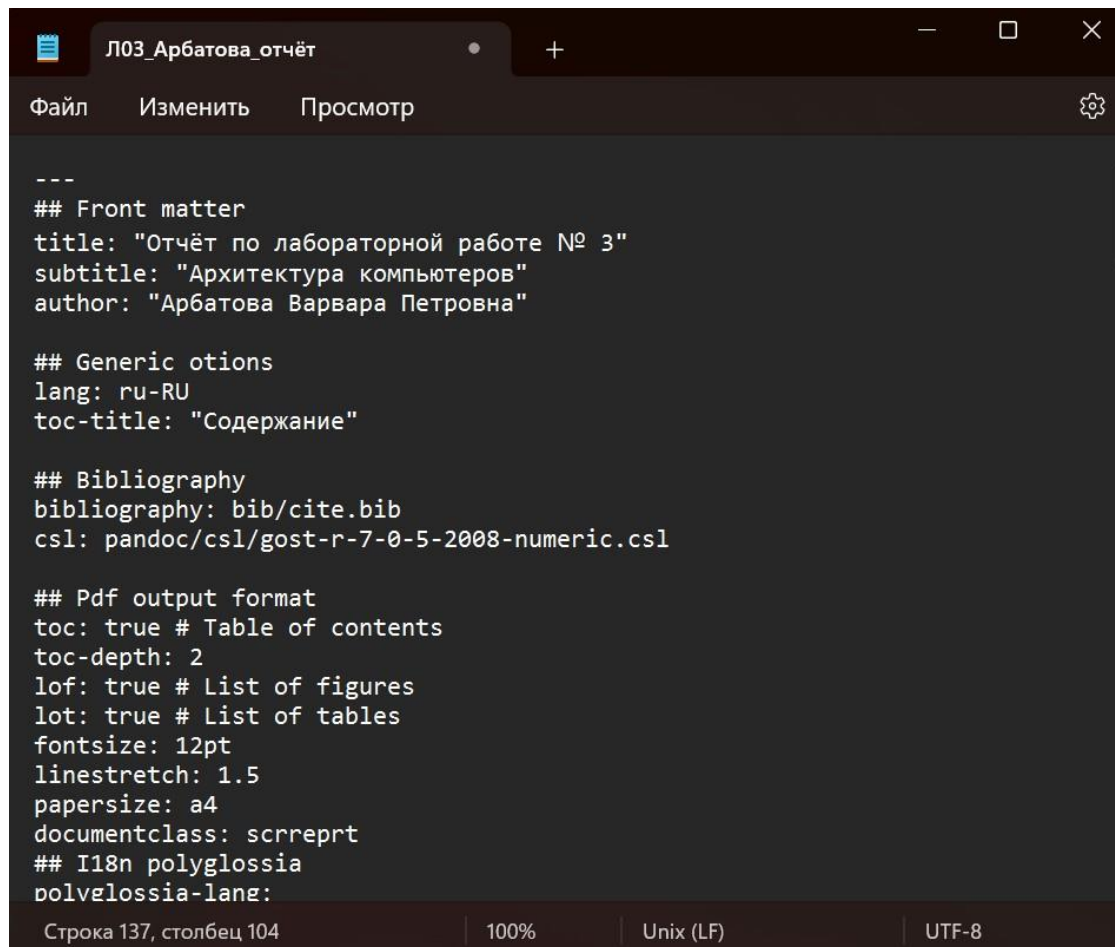 Л03_Арбатова_отчёт
Файл Изменить Просмотр
---
## Front matter
title: "Отчёт по лабораторной работе № 3"
subtitle: "Архитектура компьютеров"
author: "Арбатова Варвара Петровна"
## Generic otions
lang: ru-RU
toc-title: "Содержание"
## Bibliography
bibliography: bib/cite.bib
csl: pandoc/csl/gost-r-7-0-5-2008-numeric.csl
## Pdf output format
toc: true # Table of contents
toc-depth: 2
lof: true # List of figures
lot: true # List of tables
fontsize: 12pt
linestretch: 1.5
papersize: a4
documentclass: scrreprt
## I18n polyglossia
polyglossia-lang:
Строка 137, столбец 104 100% Unix (LF) UTF-8